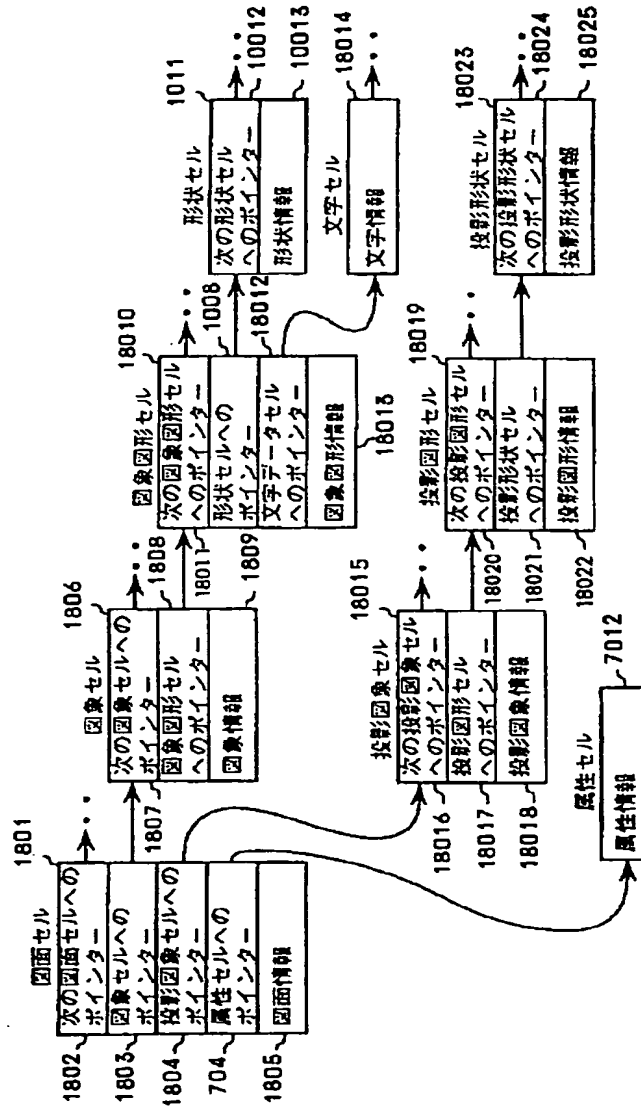 図面セル
1801
次の図面セルへの
ポインター
1802
図象セルへの
ポインター
1803
投影図象セルへの
ポインター
1804
属性セルへの
ポインター
704
図面情報
1805
図象セル
1806
次の図象セルへの
ポインター
1807
図象図形セル
へのポインター
1808
図象情報
1809
図象図形セル
18010
次の図象図形セル
へのポインター
18011
形状セルへの
ポインター
1008
文字データセル
へのポインター
18012
図象図形情報
18013
形状セル
1011
次の形状セル
へのポインター
10012
形状情報
10013
文字セル
18014
文字情報
投影図象セル
18015
次の投影図象セル
へのポインター
18016
投影図形セル
へのポインター
18017
投影図象情報
18018
投影図形セル
18019
次の投影図形セル
へのポインター
18020
投影形状セル
へのポインター
18021
投影図形情報
18022
投影形状セル
18023
次の投影形状セル
へのポインター
18024
投影形状情報
18025
属性セル
7012
属性情報